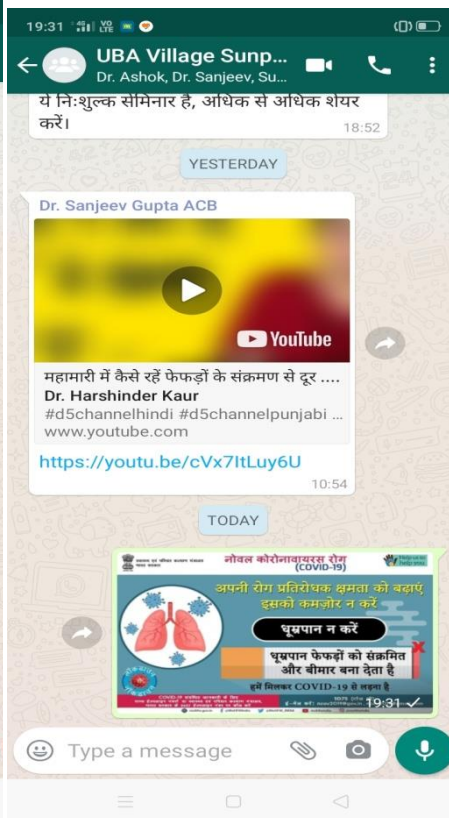 19:31
UBA Village Sunp...
Dr. Ashok, Dr. Sanjeev, Su...
ये निःशुल्क सेमिनार है, अधिक से अधिक शेयर
करें।
18:52
YESTERDAY
Dr. Sanjeev Gupta ACB
YouTube
महामारी में कैसे रहें फेफड़ों के संक्रमण से दूर ....
Dr. Harshinder Kaur
#d5channelhindi #d5channelpunjabi ...
www.youtube.com
https://youtu.be/cVx7ItLuy6U
10:54
TODAY
नोवल कोरोनावायरस रोग
(COVID-19)
अपनी रोग प्रतिरोधक क्षमता को बढ़ाएं
इसको कमज़ोर न करें
धूम्रपान न करें
धूम्रपान फेफड़ों को संक्रमित
और बीमार बना देता है
हमें मिलकर COVID-19 से लड़ना है
19:31
Type a message